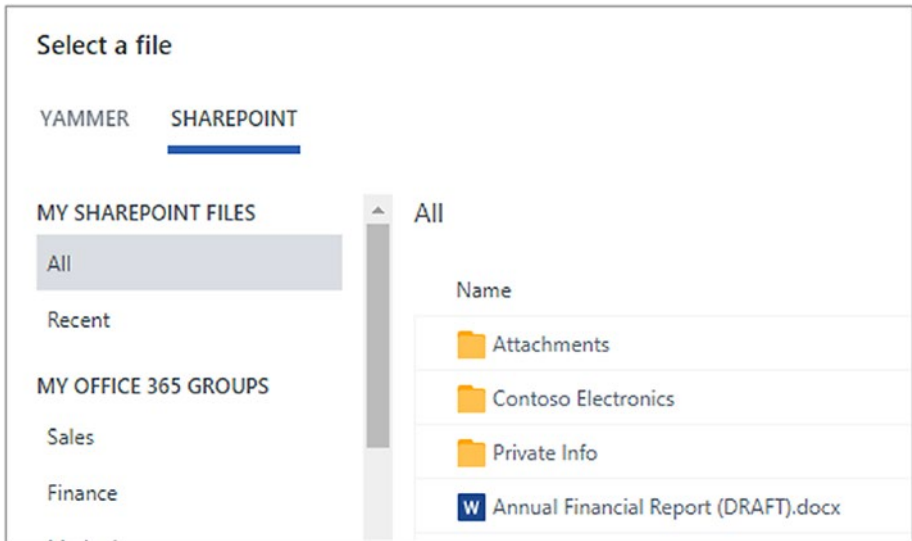 Select a file
YAMMER SHAREPOINT
MY SHAREPOINT FILES
All
Recent
MY OFFICE 365 GROUPS
Sales
Finance
All
Name
Attachments
Contoso Electronics
Private Info
W Annual Financial Report (DRAFT).docx